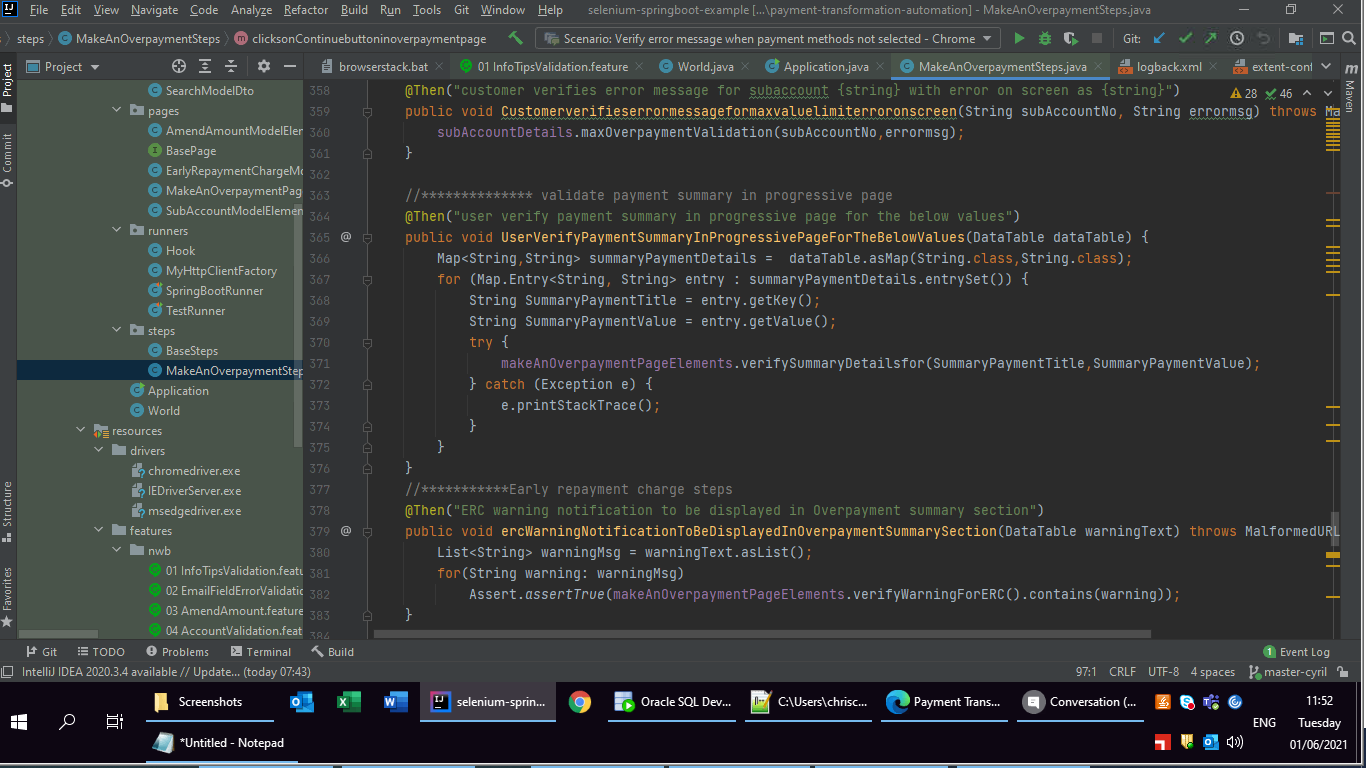 File Edit View Navigate Code Analyze Refactor Build Run Tools Git Window Help selenium-springboot-example [...\payment-transformation-automation] - MakeAnOverpaymentSteps.java
steps MakeAnOverpaymentSteps clicksonContinuebuttoninoverpaymentpage Scenario: Verify error message when payment methods not selected - Chrome Git:
Project browserstack.bat 01 InfoTipsValidation.feature World.java Application.java MakeAnOverpaymentSteps.java logback.xml extent-conf
Project
Commit
Structure
Favorites
Maven
SearchModelDto
pages
AmendAmountModelElem
BasePage
EarlyRepaymentChargeMo
MakeAnOverpaymentPag
SubAccountModelElemen
runners
Hook
MyHttpClientFactory
SpringBootRunner
TestRunner
steps
BaseSteps
MakeAnOverpaymentStep
Application
World
resources
drivers
chromedriver.exe
IEDriverServer.exe
msedgedriver.exe
features
nwb
01 InfoTipsValidation.featu
02 EmailFieldErrorValidatio
03 AmendAmount.feature
04 AccountValidation.feat
28 46
358 @Then("customer verifies error message for subaccount {string} with error on screen as {string}")
359 public void Customerverifieserrormessageformaxvaluelimiterroronscreen(String subAccountNo, String errormsg) throws Ma
360 subAccountDetails.maxOverpaymentValidation(subAccountNo,errormsg);
361 }
362
363 //************** validate payment summary in progressive page
364 @Then("user verify payment summary in progressive page for the below values")
365 @ public void UserVerifyPaymentSummaryInProgressivePageForTheBelowValues(DataTable dataTable) {
366 Map<String,String> summaryPaymentDetails = dataTable.asMap(String.class,String.class);
367 for (Map.Entry<String, String> entry : summaryPaymentDetails.entrySet()) {
368 String SummaryPaymentTitle = entry.getKey();
369 String SummaryPaymentValue = entry.getValue();
370 try {
371 makeAnOverpaymentPageElements.verifySummaryDetailsfor(SummaryPaymentTitle,SummaryPaymentValue);
372 } catch (Exception e) {
373 e.printStackTrace();
374 }
375 }
376 }
377 //***********Early repayment charge steps
378 @Then("ERC warning notification to be displayed in Overpayment summary section")
379 @ public void ercWarningNotificationToBeDisplayedInOverpaymentSummarySection(DataTable warningText) throws MalformedURL
380 List<String> warningMsg = warningText.asList();
381 for(String warning: warningMsg)
382 Assert.assertTrue(makeAnOverpaymentPageElements.verifyWarningForERC().contains(warning));
383 }
384
Git TODO Problems Terminal Build 1 Event Log
IntelliJ IDEA 2020.3.4 available // Update... (today 07:43) 97:1 CRLF UTF-8 4 spaces master-cyril
Screenshots selenium-sprin... Oracle SQL Dev... C:\Users\chrisc... Payment Trans... Conversation (...
*Untitled - Notepad
ENG
11:52
Tuesday
01/06/2021